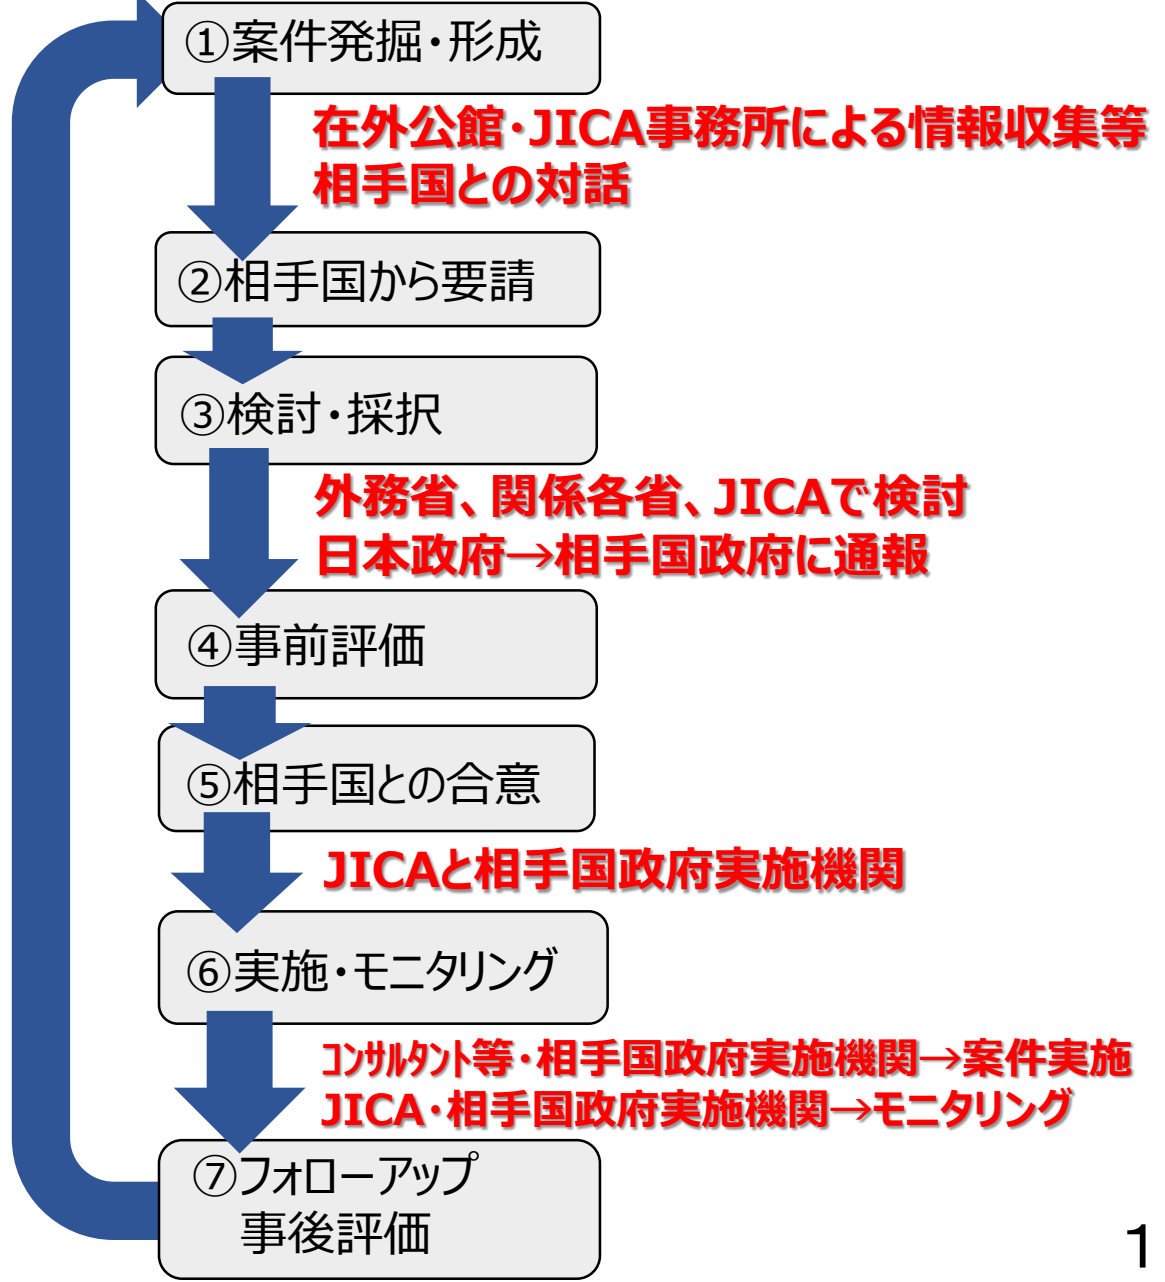 ①案件発掘・形成
在外公館・JICA事務所による情報収集等
相手国との対話
②相手国から要請
③検討・採択
外務省、関係各省、JICAで検討
日本政府→相手国政府に通報
④事前評価
⑤相手国との合意
JICAと相手国政府実施機関
⑥実施・モニタリング
コンサルタント等・相手国政府実施機関→案件実施
JICA・相手国政府実施機関→モニタリング
⑦フォローアップ
事後評価
1